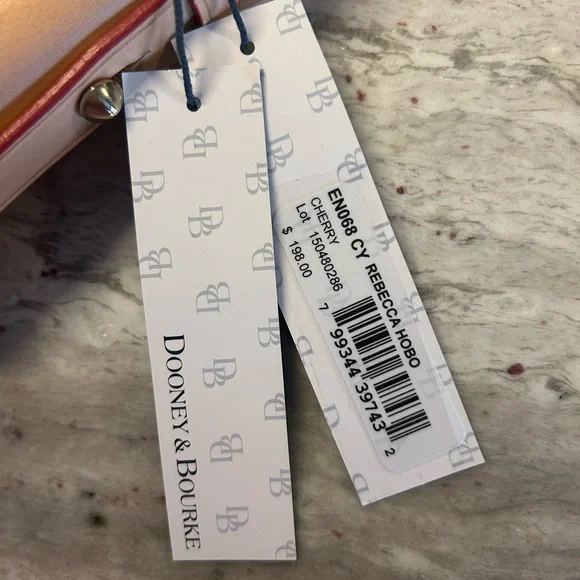 DOONEY & BOURKE
EN068 CY REBECCA HOBO
CHERRY
Lot 150480286
$ 198.00
7 99344 39743 2